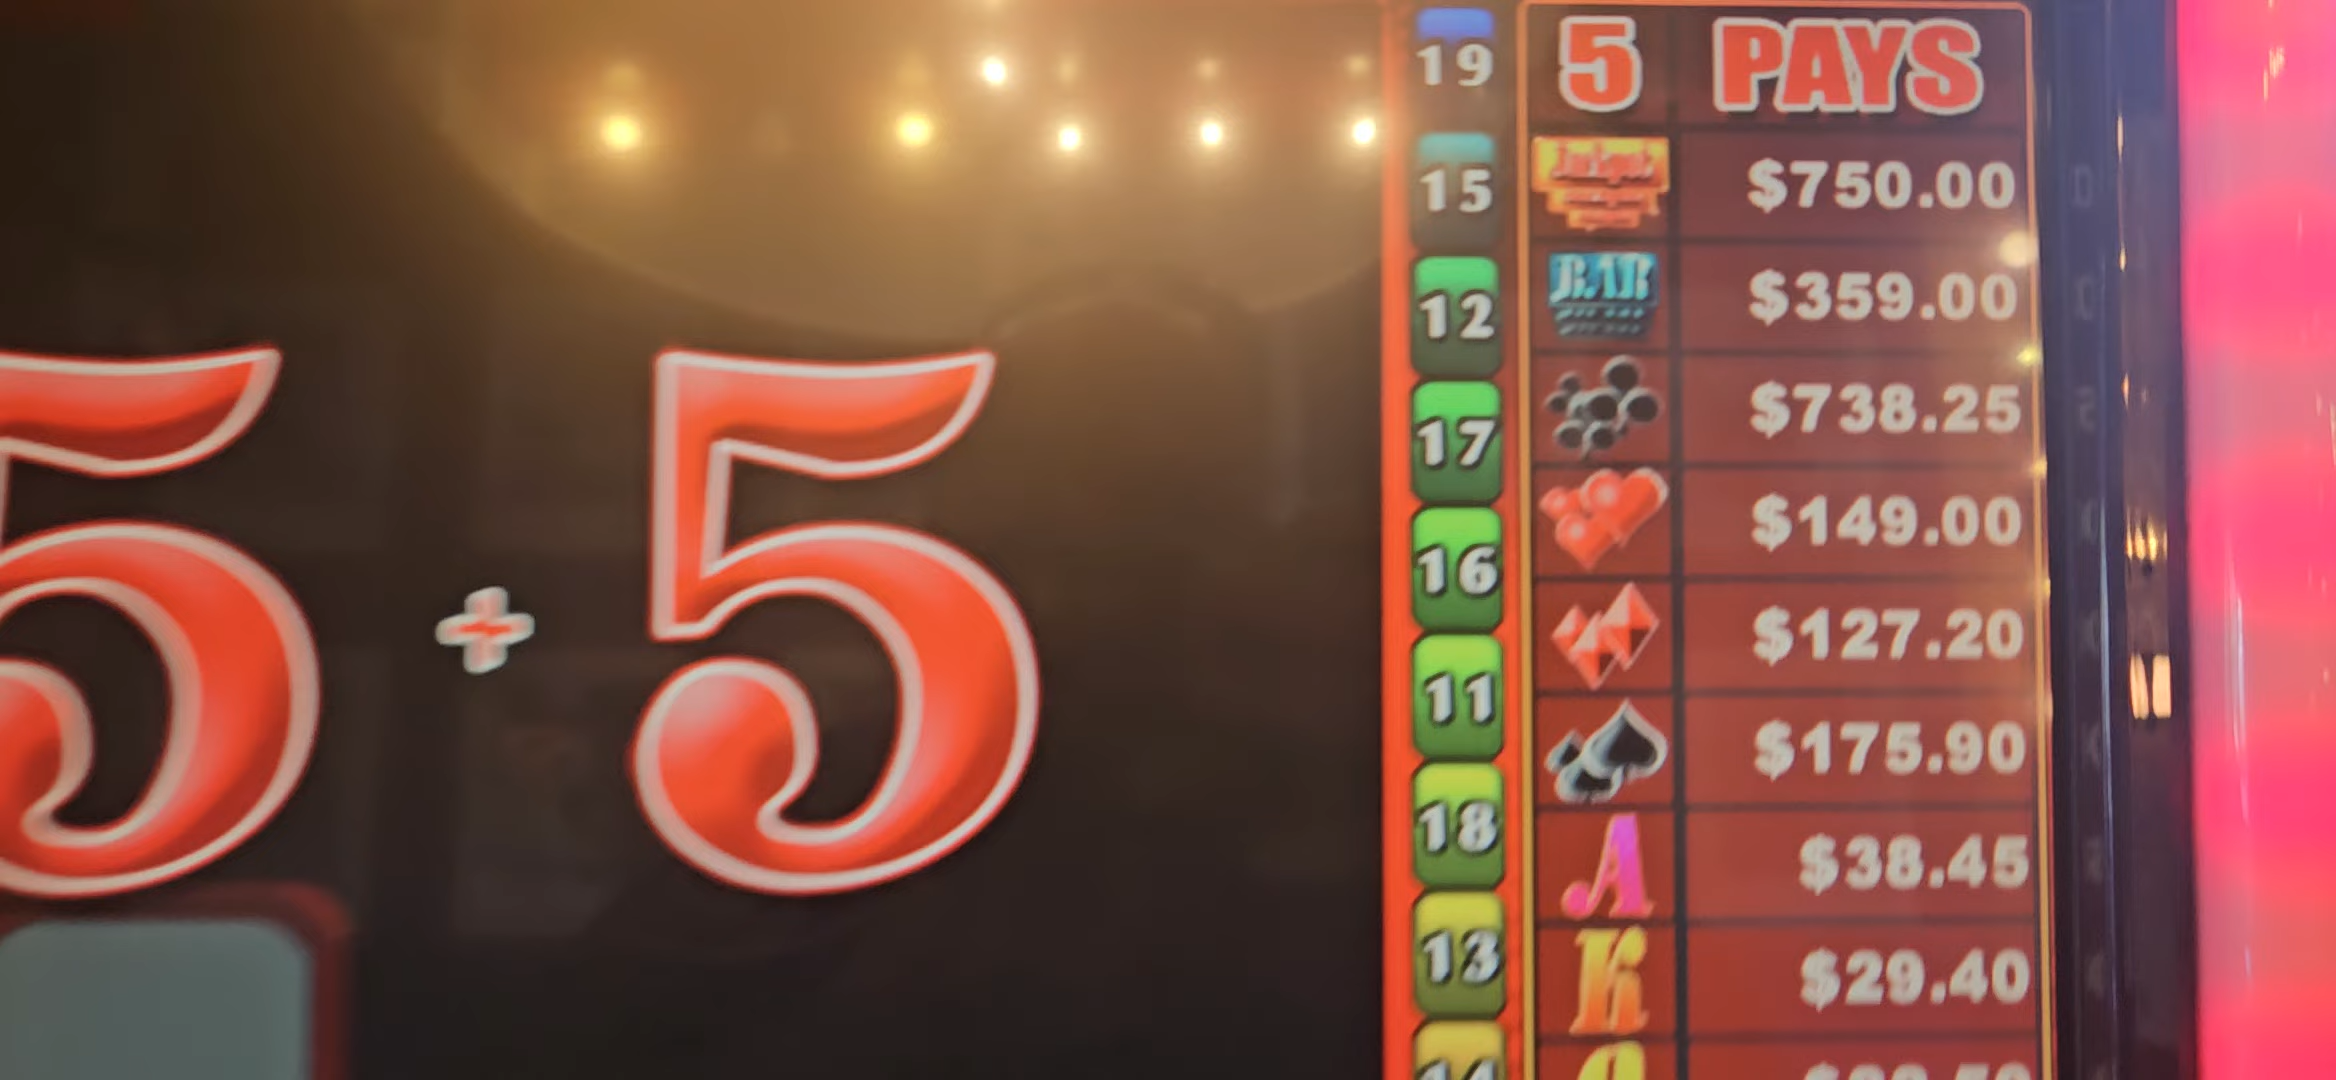 19 5 PAYS
15 $750.00
BAR $359.00
12
17 $738.25
$149.00
16
5 + 5
$127.20
11
$175.90
18
A $38.45
13
K $29.40